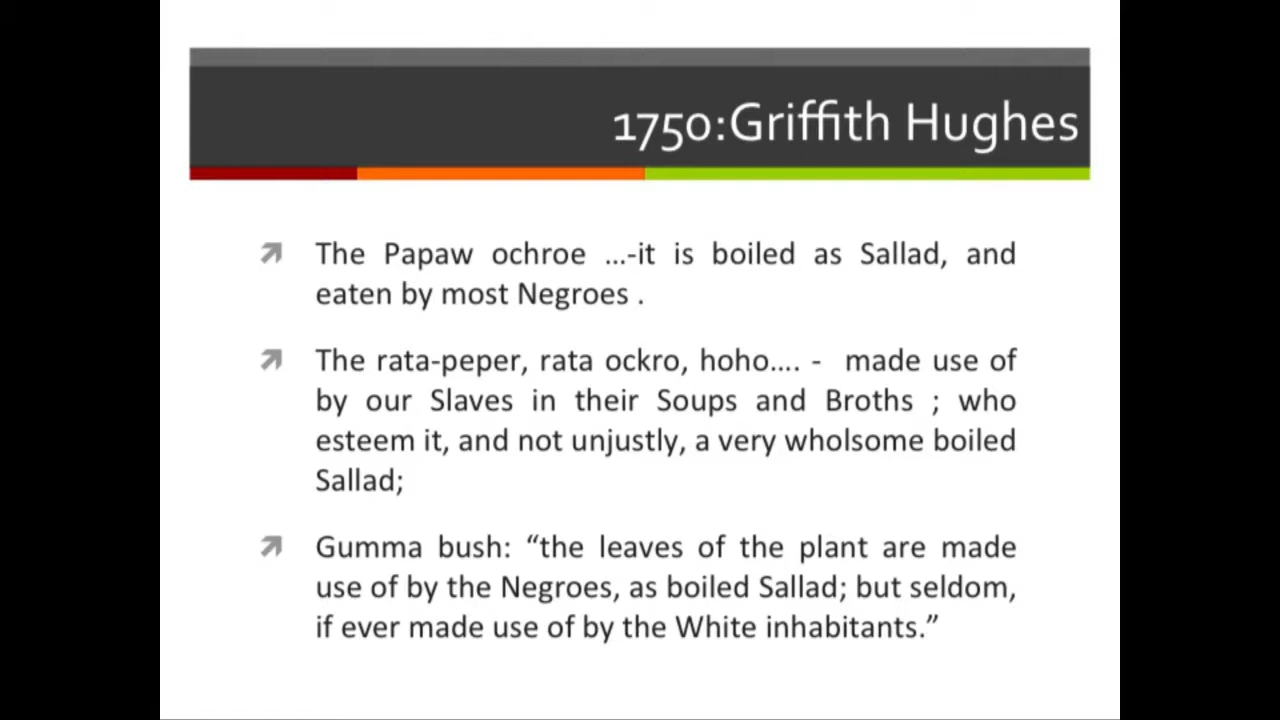 1750:Griffith Hughes
The Papaw ochroe ...-it is boiled as Sallad, and
eaten by most Negroes .
The rata-peper, rata ockro, hoho.... - made use of
by our Slaves in their Soups and Broths ; who
esteem it, and not unjustly, a very wholsome boiled
Sallad;
Gumma bush: “the leaves of the plant are made
use of by the Negroes, as boiled Sallad; but seldom,
if ever made use of by the White inhabitants.”